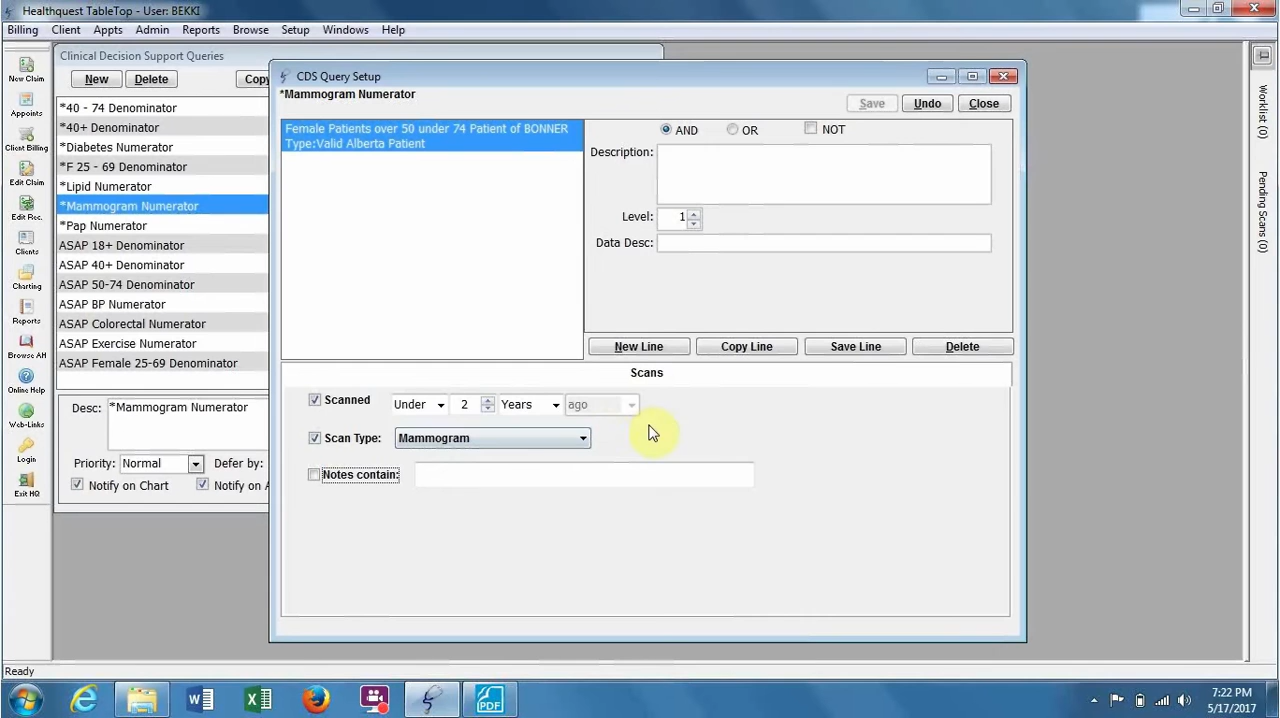 Healthquest TableTop - User: BEKKI
Billing Client Appts Admin Reports Browse Setup Windows Help
New Claim
Appoints
Client Billing
Edit Claim
Edit Rec.
Clients
Charting
Reports
Browse AH
Online Help
Web-Links
Login
Exit HQ
Clinical Decision Support Queries
New Delete Copy
*40 - 74 Denominator
*40+ Denominator
*Diabetes Numerator
*F 25 - 69 Denominator
*Lipid Numerator
*Mammogram Numerator
*Pap Numerator
ASAP 18+ Denominator
ASAP 40+ Denominator
ASAP 50-74 Denominator
ASAP BP Numerator
ASAP Colorectal Numerator
ASAP Exercise Numerator
ASAP Female 25-69 Denominator
Desc: *Mammogram Numerator
Priority: Normal Defer by:
Notify on Chart Notify on A
CDS Query Setup
*Mammogram Numerator
Save Undo Close
Female Patients over 50 under 74 Patient of BONNER
Type:Valid Alberta Patient
AND OR NOT
Description:
Level: 1
Data Desc:
New Line Copy Line Save Line Delete
Scans
Scanned Under 2 Years ago
Scan Type: Mammogram
Notes contain:
Worklist (0)
Pending Scans (0)
Ready
PDF
7:22 PM
5/17/2017